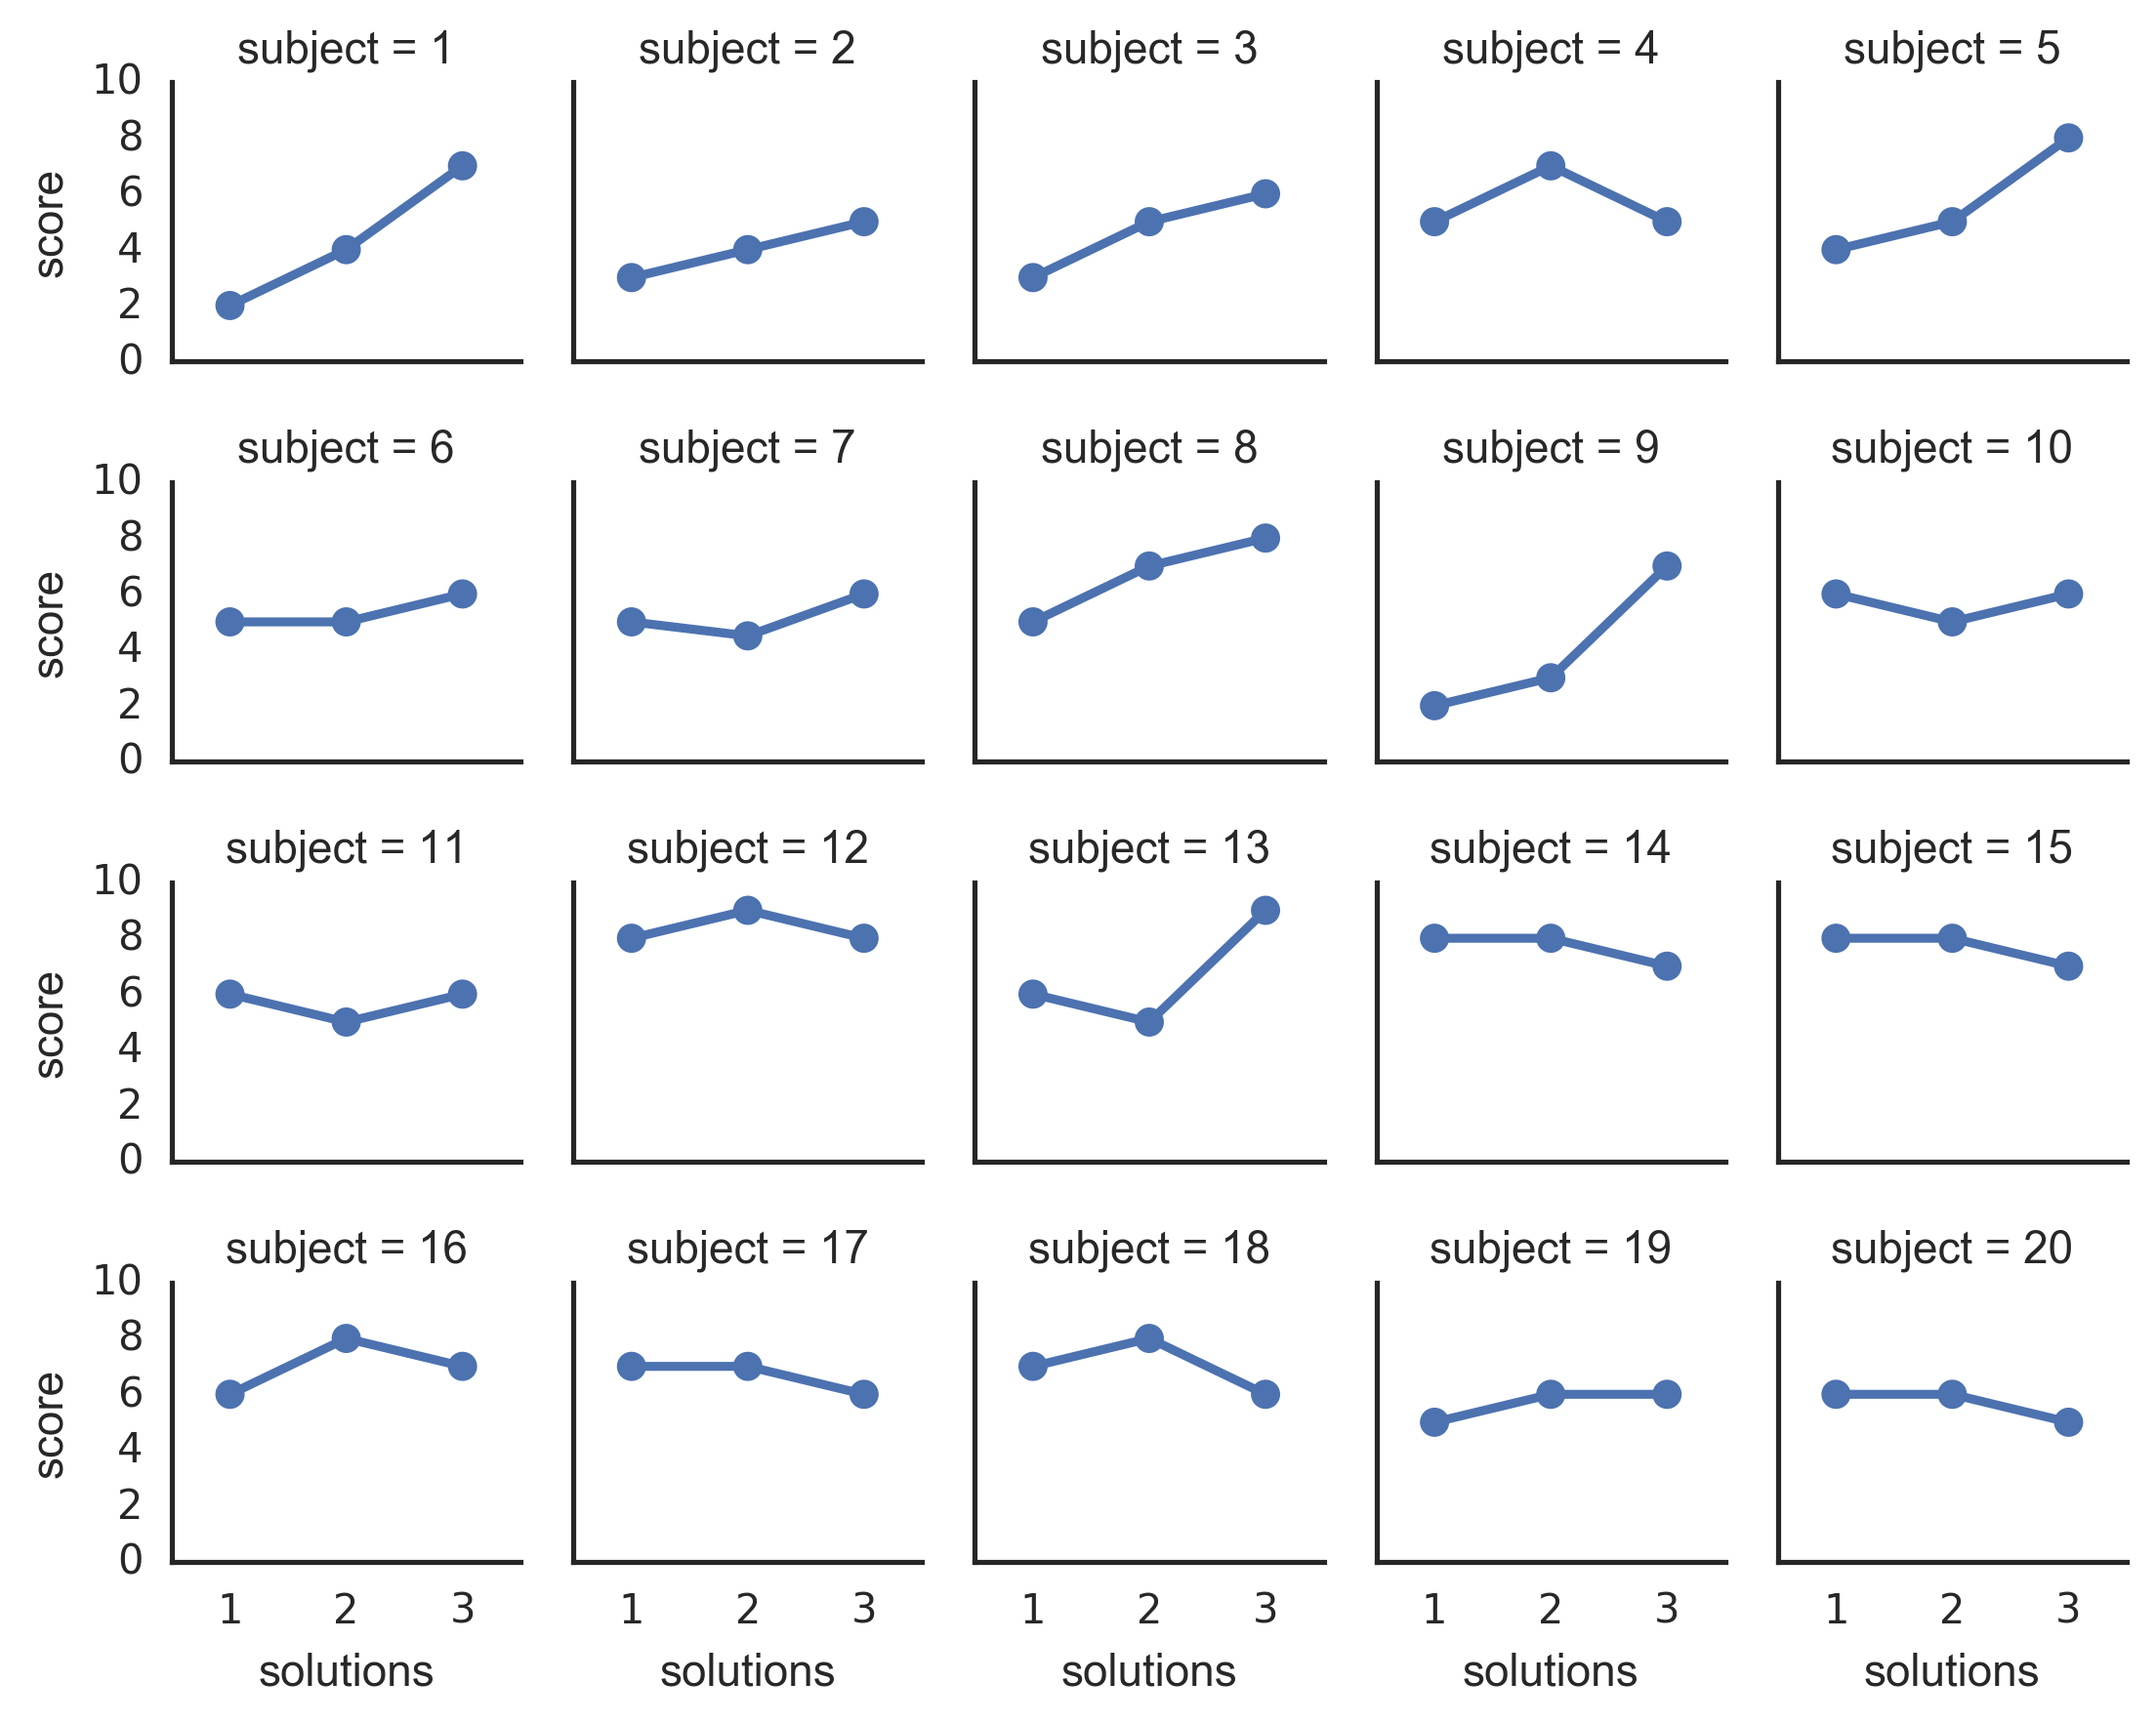 subject = 1
subject = 2
subject = 3
subject = 4
subject = 5
10
8
6
4
2
0
score
subject = 6
subject = 7
subject = 8
subject = 9
subject = 10
10
8
6
4
2
0
score
subject = 11
subject = 12
subject = 13
subject = 14
subject = 15
10
8
6
4
2
0
score
subject = 16
subject = 17
subject = 18
subject = 19
subject = 20
10
8
6
4
2
0
score
1 2 3
1 2 3
1 2 3
1 2 3
1 2 3
solutions
solutions
solutions
solutions
solutions